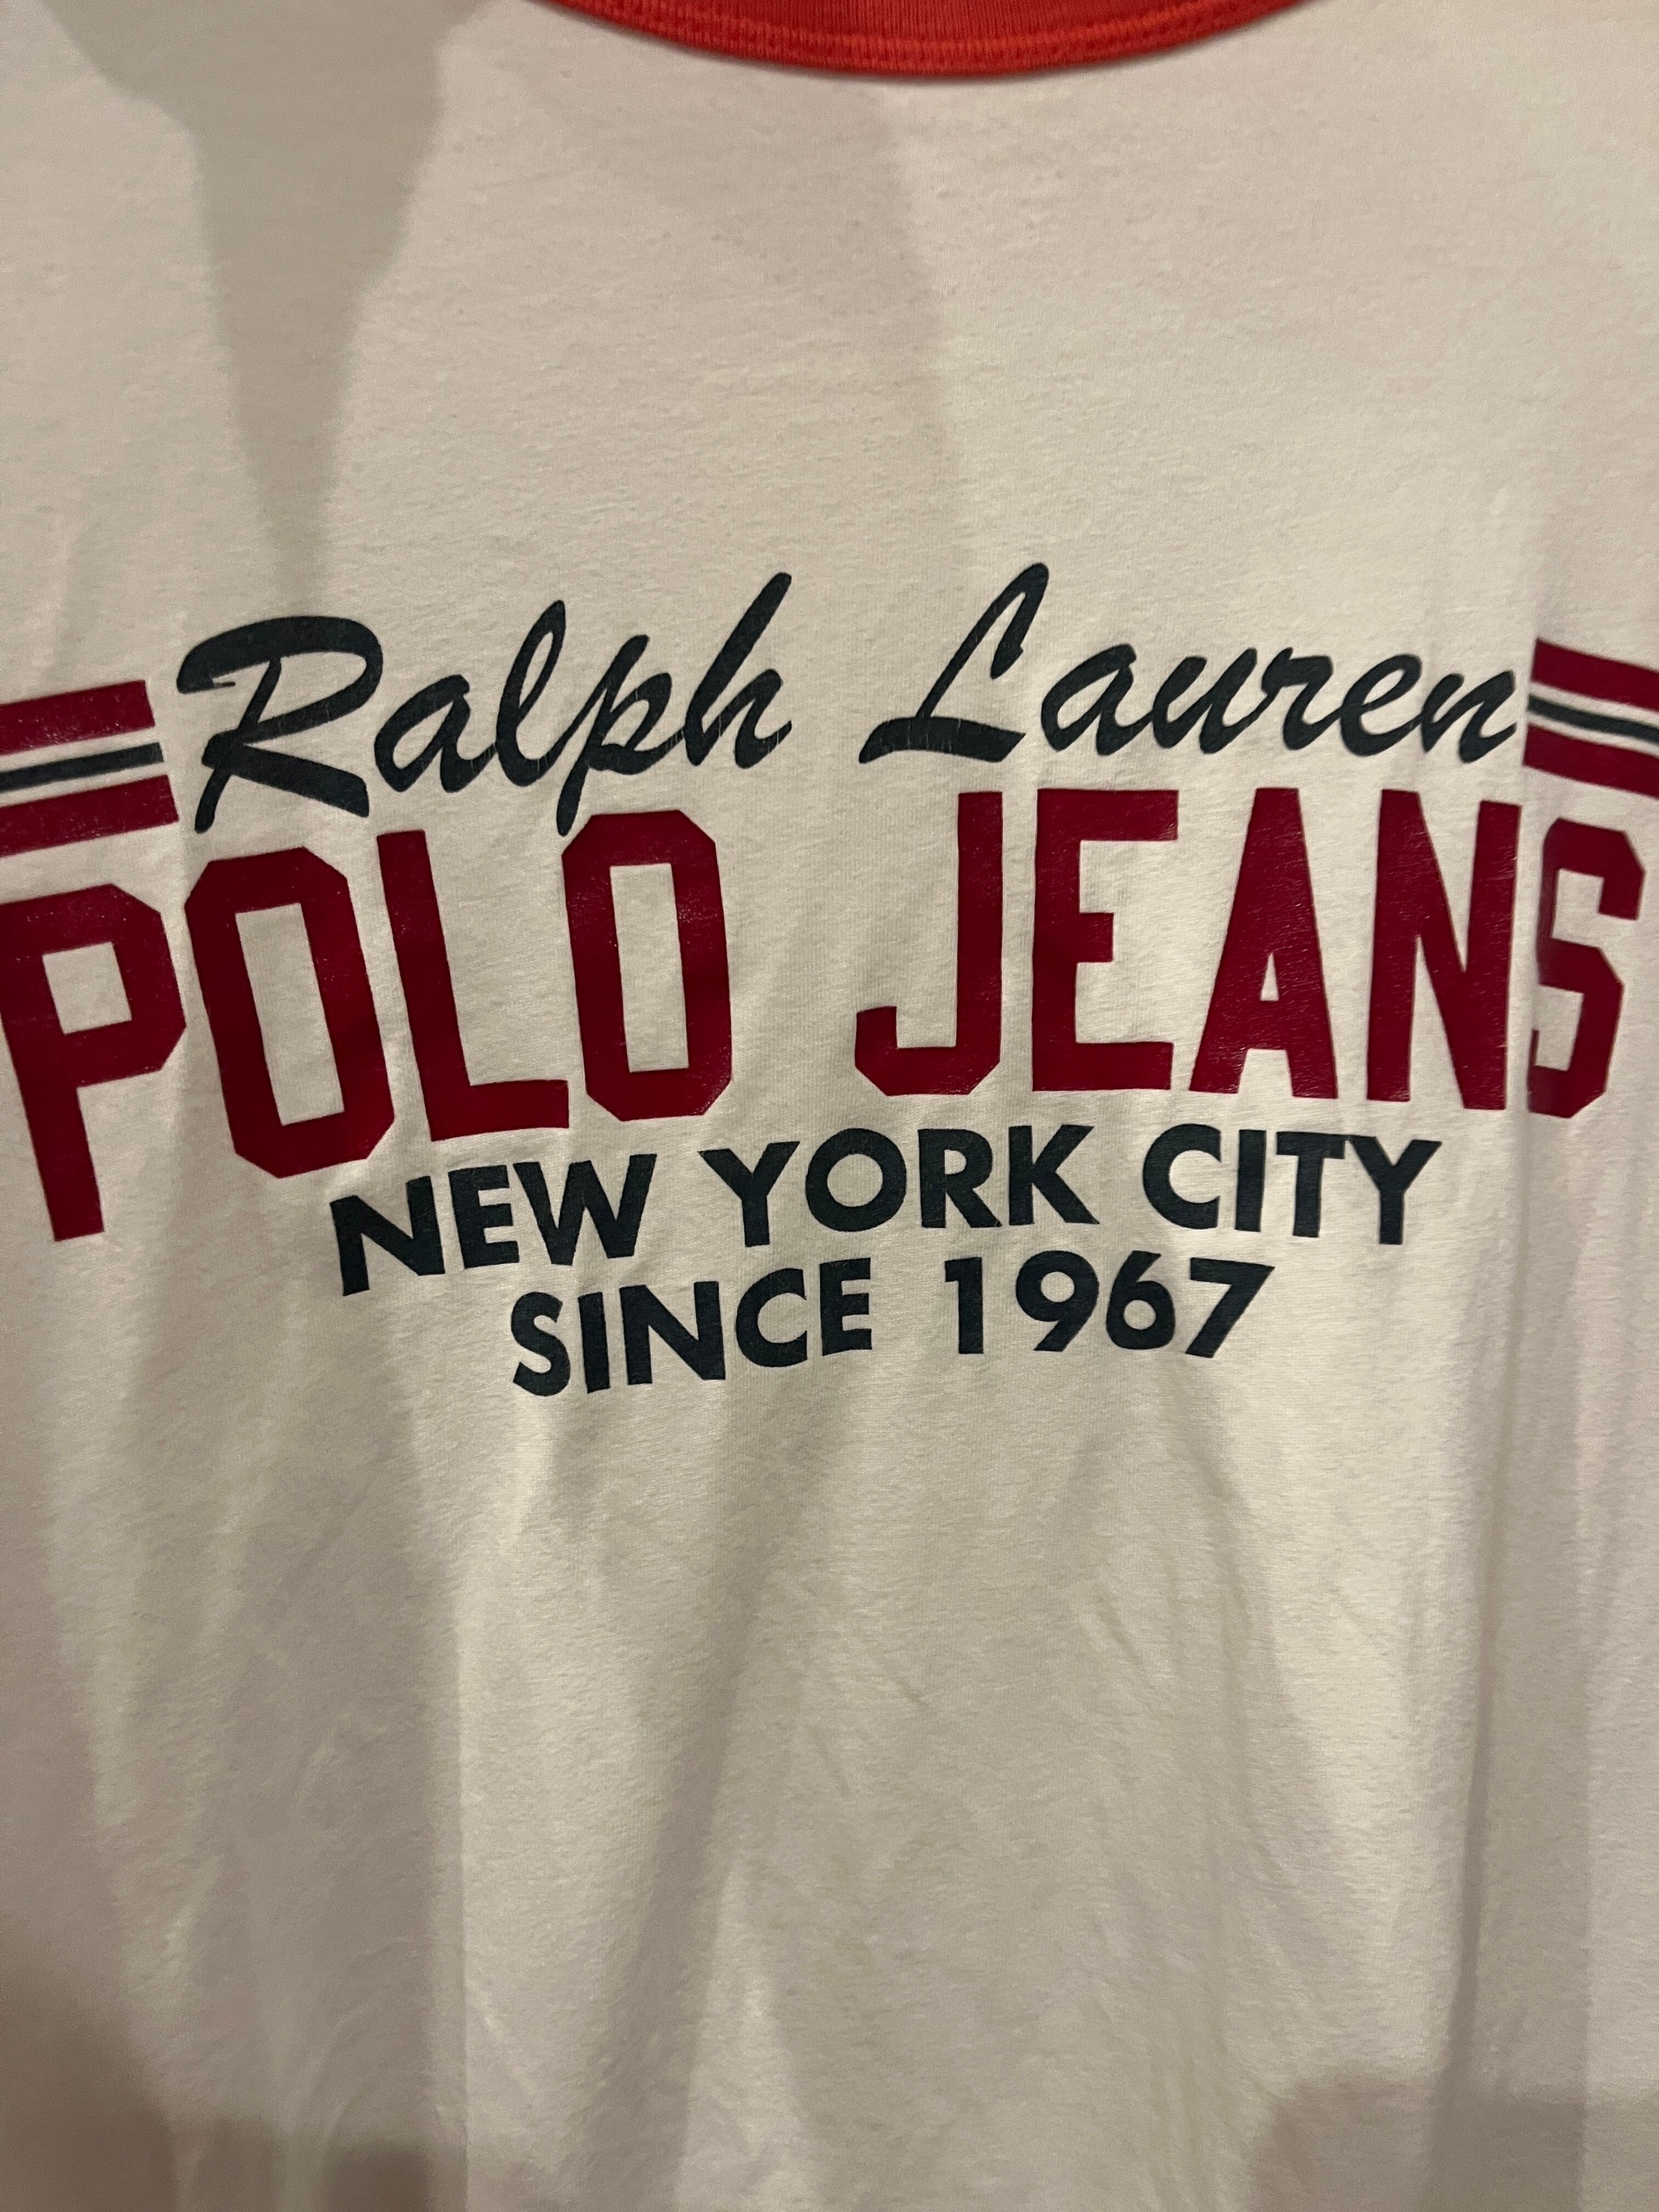 Ralph Lauren
POLO JEANS
NEW YORK CITY
SINCE 1967